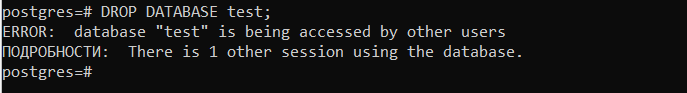 postgres=# DROP DATABASE test;
ERROR:  database "test" is being accessed by other users
ПОДРОБНОСТИ:  There is 1 other session using the database.
postgres=#